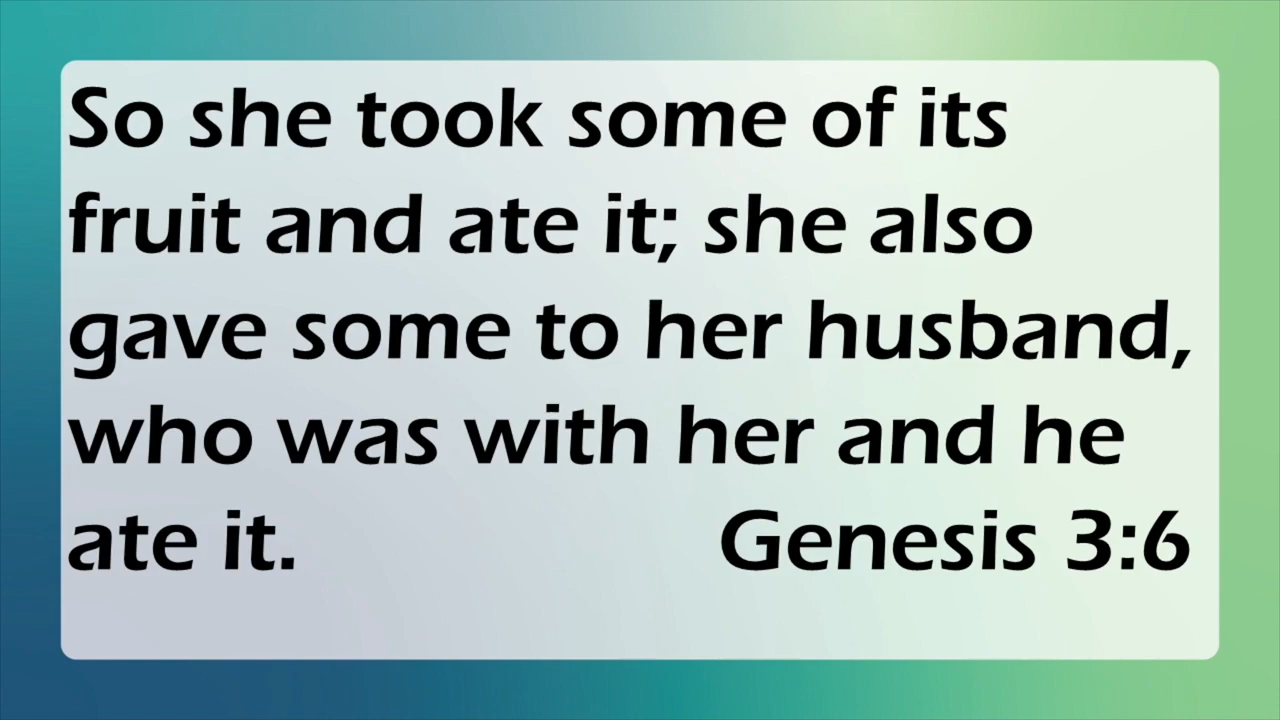 So she took some of its
fruit and ate it; she also
gave some to her husband,
who was with her and he
ate it. Genesis 3:6